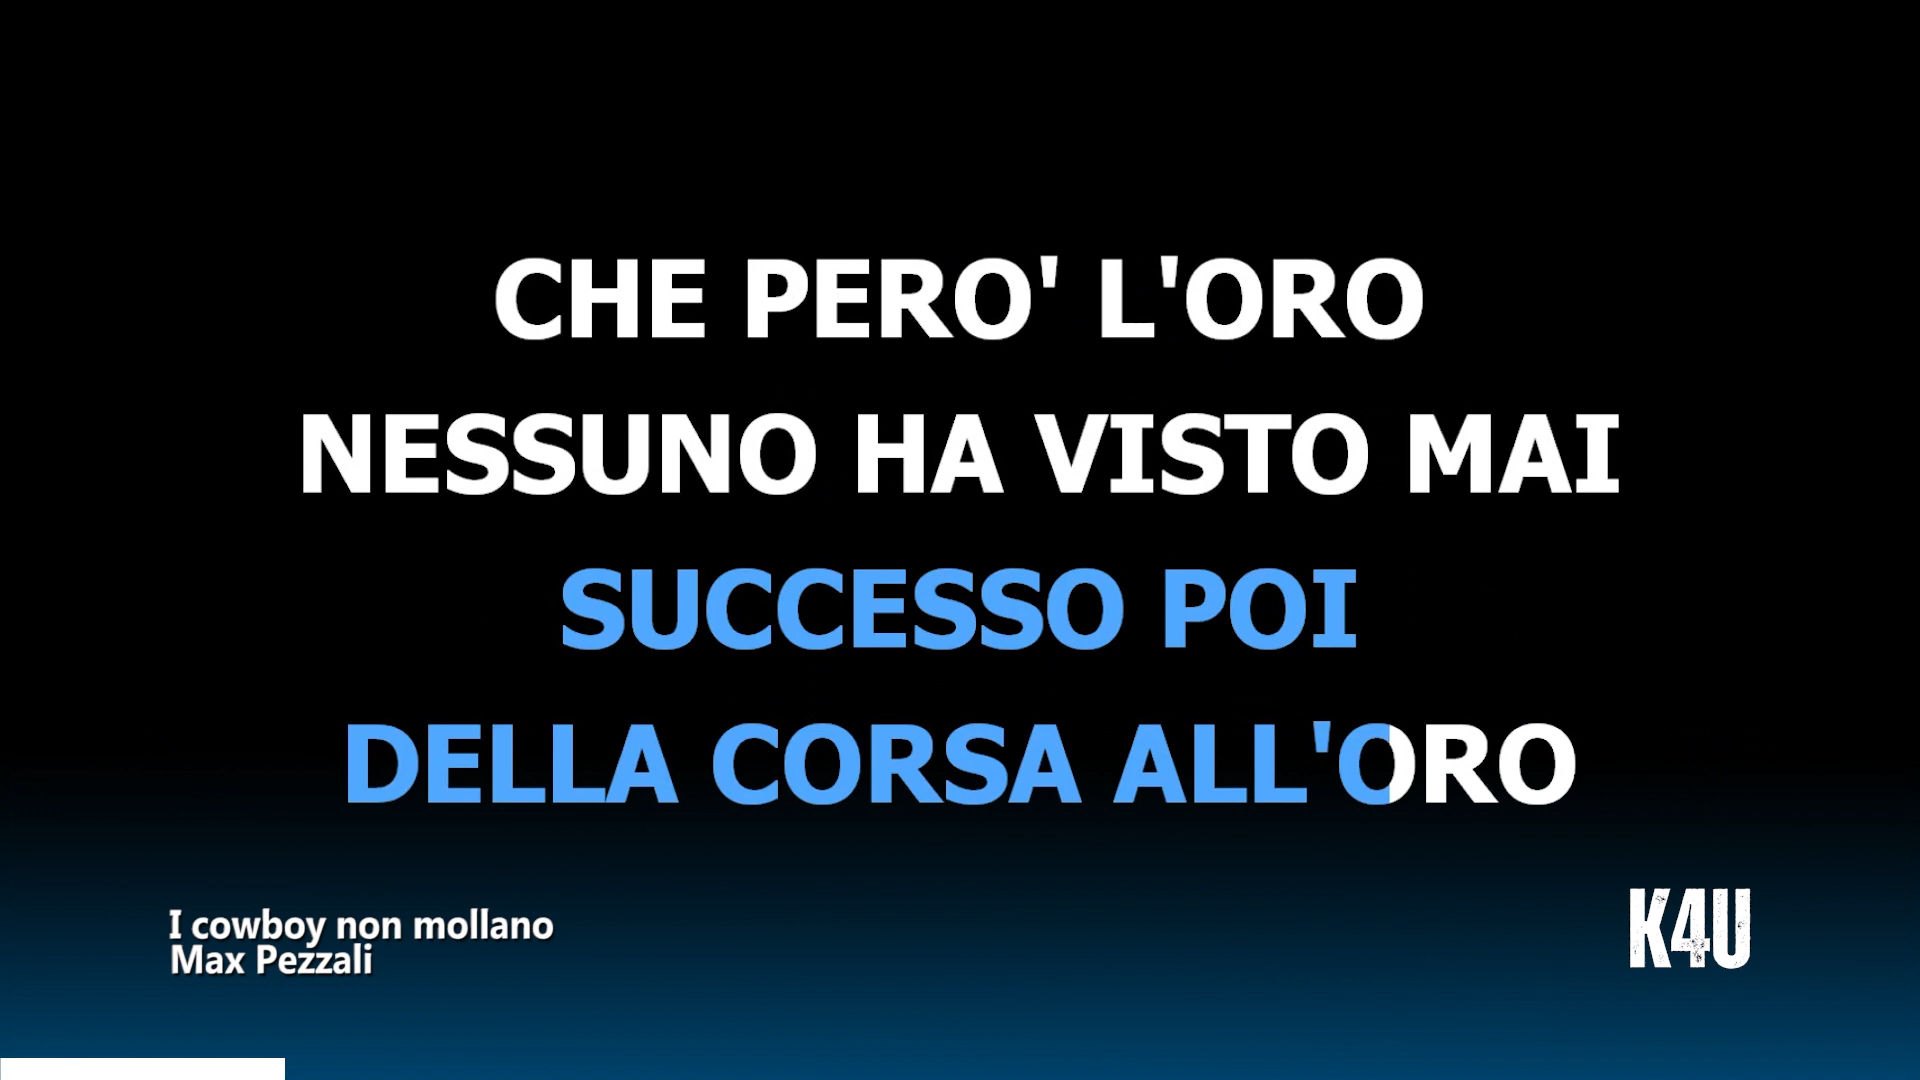 CHE PERO' L'ORO
NESSUNO HA VISTO MAI
SUCCESSO POI
DELLA CORSA ALL'ORO
I cowboy non mollano
Max Pezzali
K4U